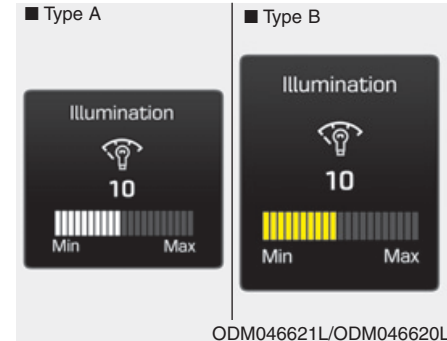 ■ Type A
■ Type B
Illumination
10
Min Max
Illumination
10
Min Max
ODM046621L/ODM046620L